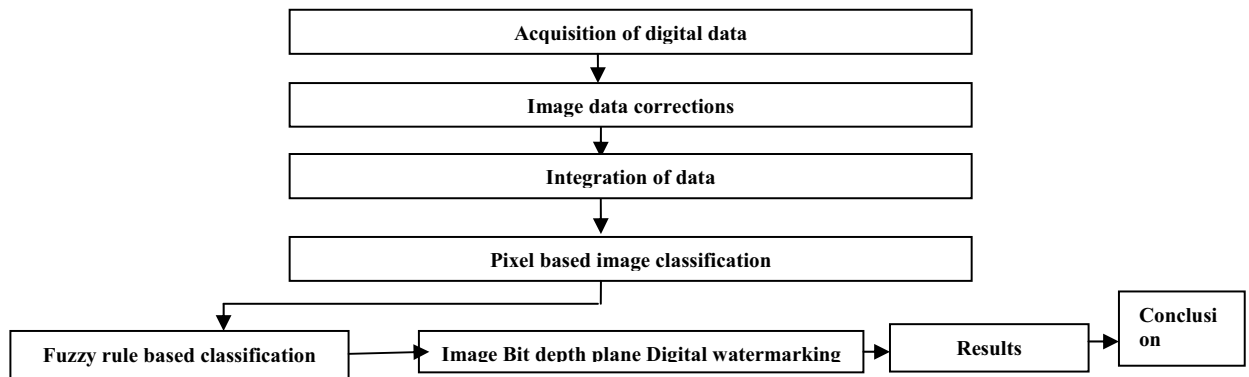 Acquisition of digital data
Image data corrections
Integration of data
Pixel based image classification
Fuzzy rule based classification
Image Bit depth plane Digital watermarking
Results
Conclusi
on